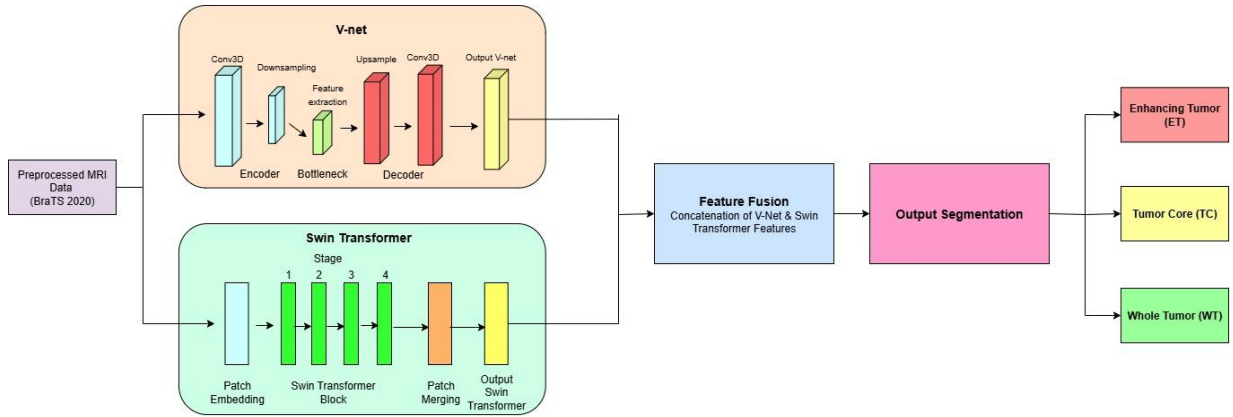 Preprocessed MRI
Data
(BraTS 2020)
V-net
Conv3D
Downsampling
Feature
extraction
Upsample
Conv3D
Output V-net
Encoder
Bottleneck
Decoder
Swin Transformer
Stage
1
2
3
4
Patch
Embedding
Swin Transformer
Block
Patch
Merging
Output
Swin
Transformer
Feature Fusion
Concatenation of V-Net & Swin
Transformer Features
Output Segmentation
Enhancing Tumor
(ET)
Tumor Core (TC)
Whole Tumor (WT)